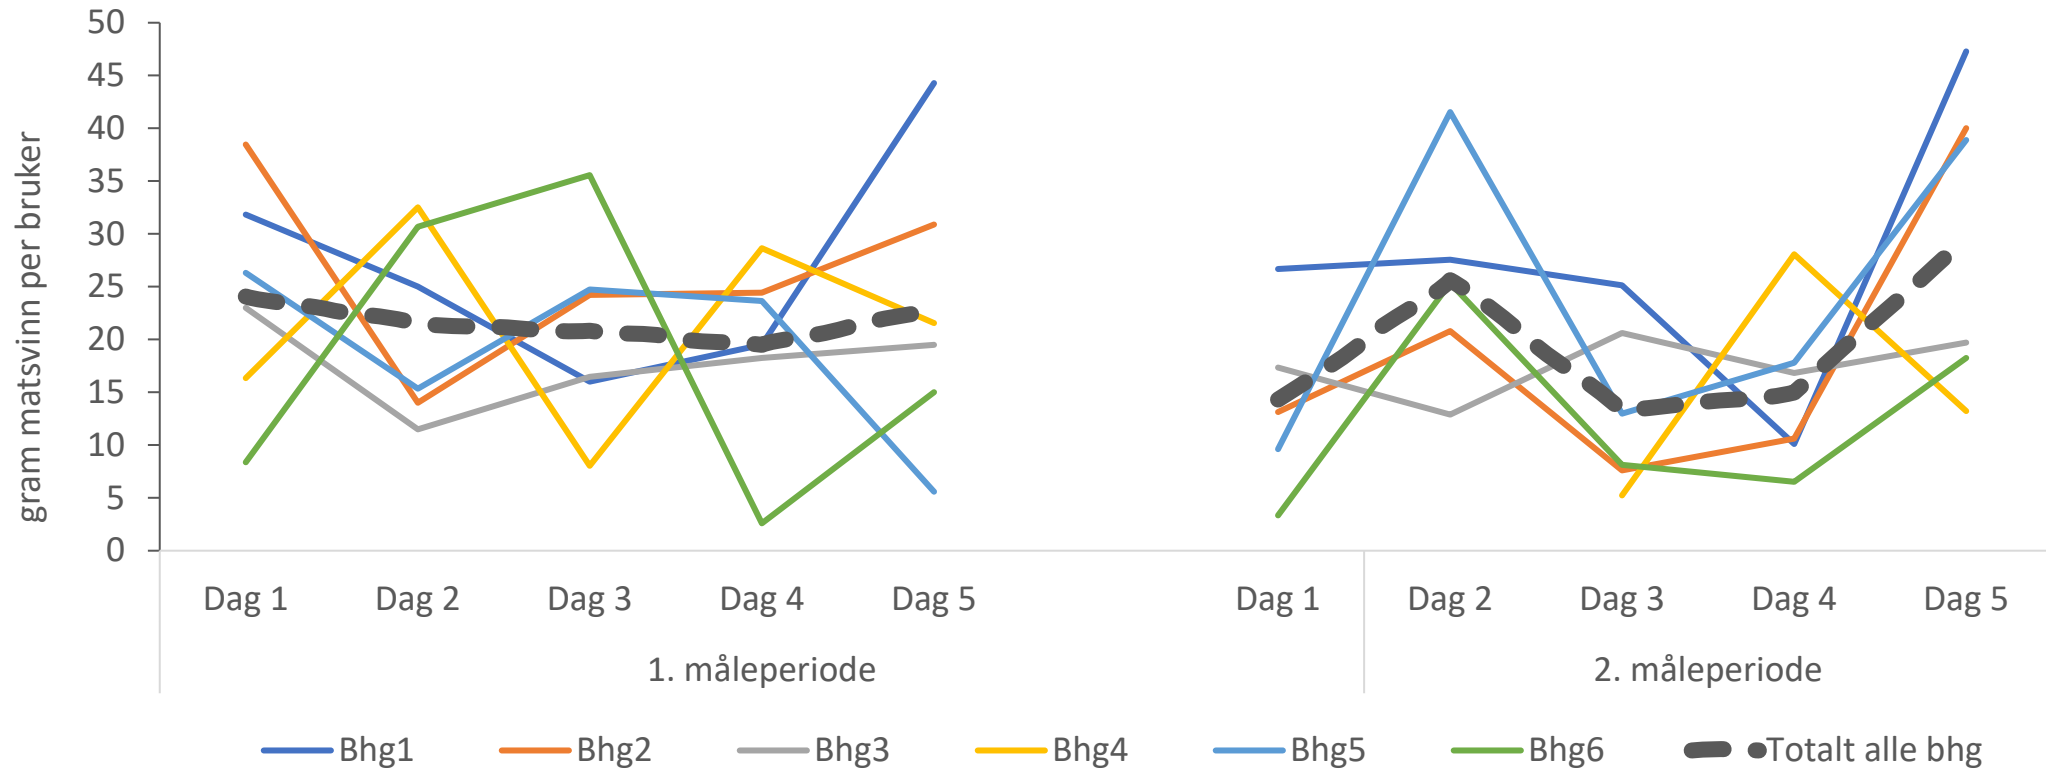 gram matsvinn per bruker
50
45
40
35
30
25
20
15
10
5
0
Dag 1 Dag 2 Dag 3 Dag 4 Dag 5 Dag 1 Dag 2 Dag 3 Dag 4 Dag 5
1. måleperiode 2. måleperiode
Bhg1 Bhg2 Bhg3 Bhg4 Bhg5 Bhg6 Totalt alle bhg